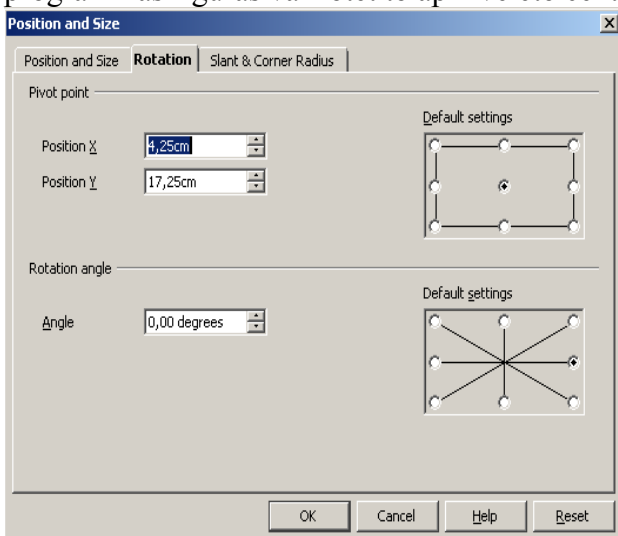 Position and Size
Position and Size Rotation Slant & Corner Radius
Pivot point
Default settings
Position X 4,25cm
Position Y 17,25cm
Rotation angle
Default settings
Angle 0,00 degrees
OK Cancel Help Reset